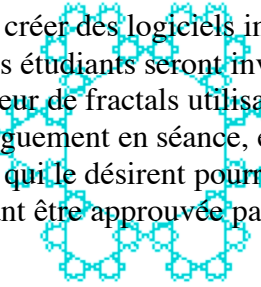 créer des logiciels in
s étudiants seront inv
eur de fractals utilisa
guement en séance, e
qui le désirent pourr
nt être approuvée pa